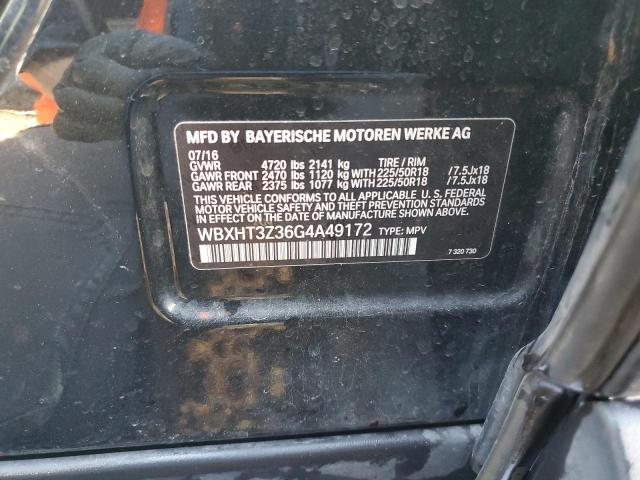 MFD BY BAYERISCHE MOTOREN WERKE AG
07/16
GVWR 4720 lbs 2141 kg TIRE / RIM
GAWR FRONT 2470 lbs 1120 kg WITH 225/50R18 /7.5Jx18
GAWR REAR 2375 lbs 1077 kg WITH 225/50R18 /7.5Jx18
THIS VEHICLE CONFORMS TO ALL APPLICABLE U.S. FEDERAL
MOTOR VEHICLE SAFETY STANDARDS IN EFFECT
ON THE DATE OF MANUFACTURE SHOWN ABOVE.
WBXHT3Z36G4A49172 TYPE: MPV
7 320 730